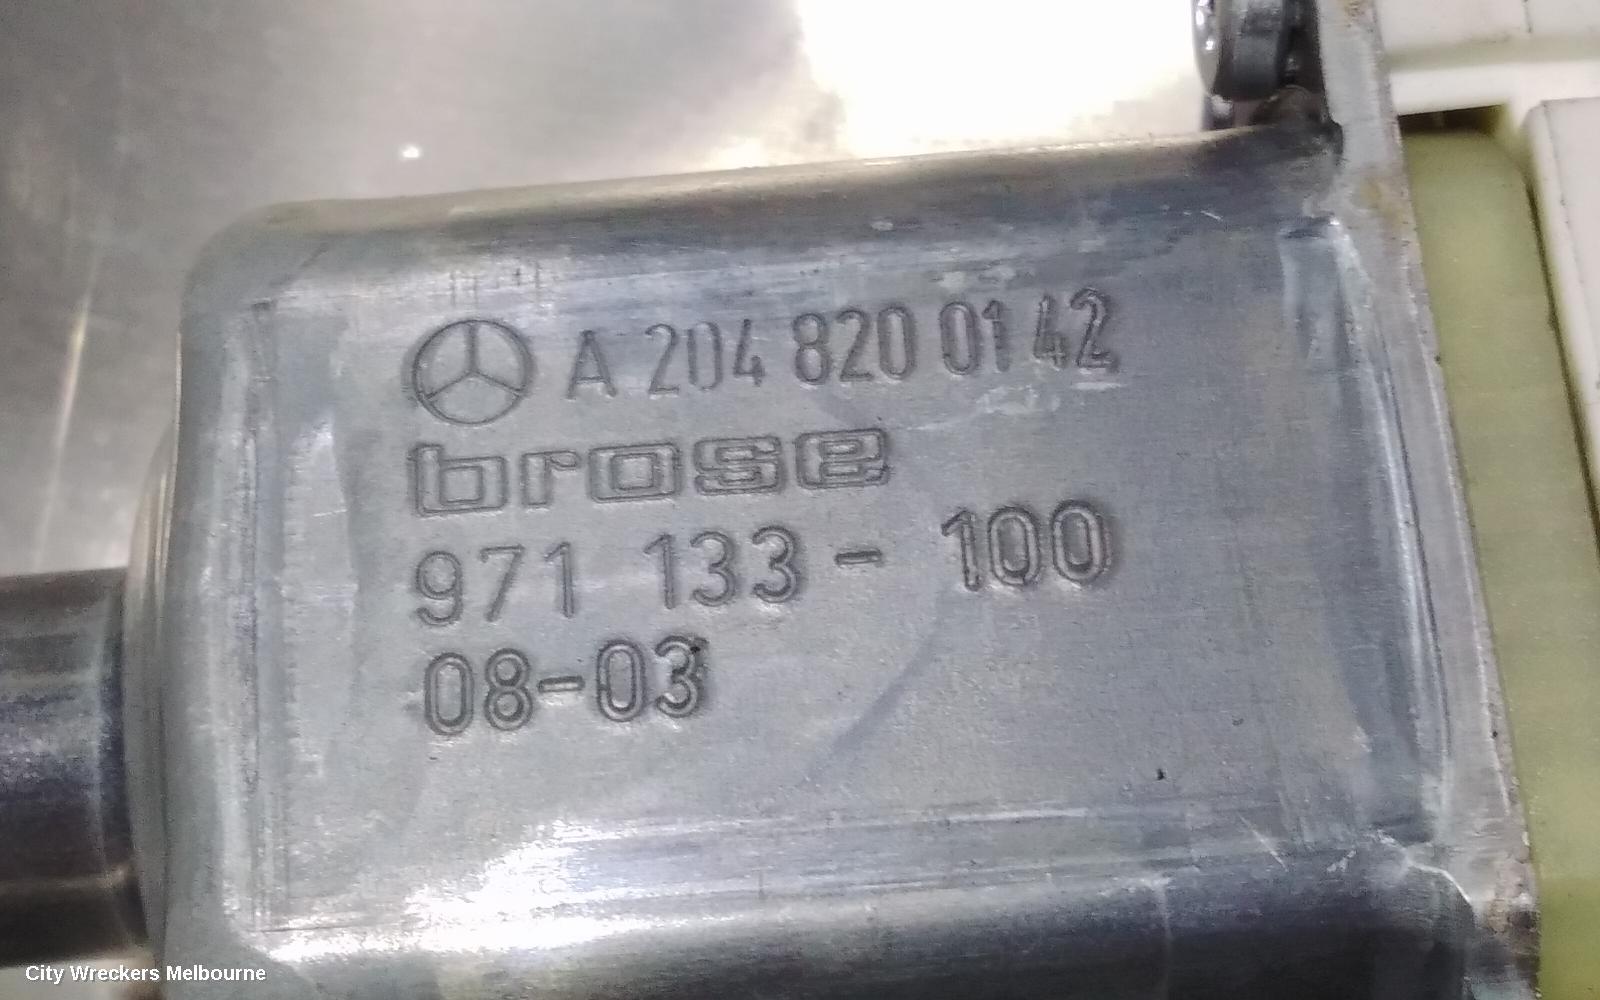 A 204 820 01 42
brose
971 133 - 100
08-03
City Wreckers Melbourne